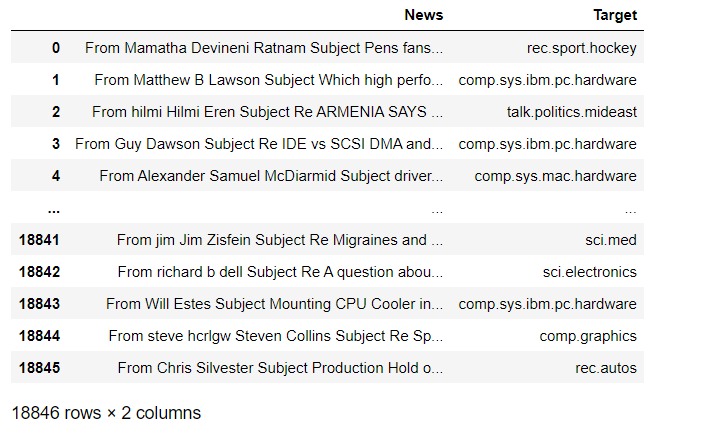 News Target
0 From Mamatha Devineni Ratnam Subject Pens fans... rec.sport.hockey
1 From Matthew B Lawson Subject Which high perfo... comp.sys.ibm.pc.hardware
2 From hilmi Hilmi Eren Subject Re ARMENIA SAYS ... talk.politics.mideast
3 From Guy Dawson Subject Re IDE vs SCSI DMA and... comp.sys.ibm.pc.hardware
4 From Alexander Samuel McDiarmid Subject driver... comp.sys.mac.hardware
... ... ...
18841 From jim Jim Zisfein Subject Re Migraines and ... sci.med
18842 From richard b dell Subject Re A question abou... sci.electronics
18843 From Will Estes Subject Mounting CPU Cooler in... comp.sys.ibm.pc.hardware
18844 From steve hcrlgw Steven Collins Subject Re Sp... comp.graphics
18845 From Chris Silvester Subject Production Hold o... rec.autos
18846 rows × 2 columns